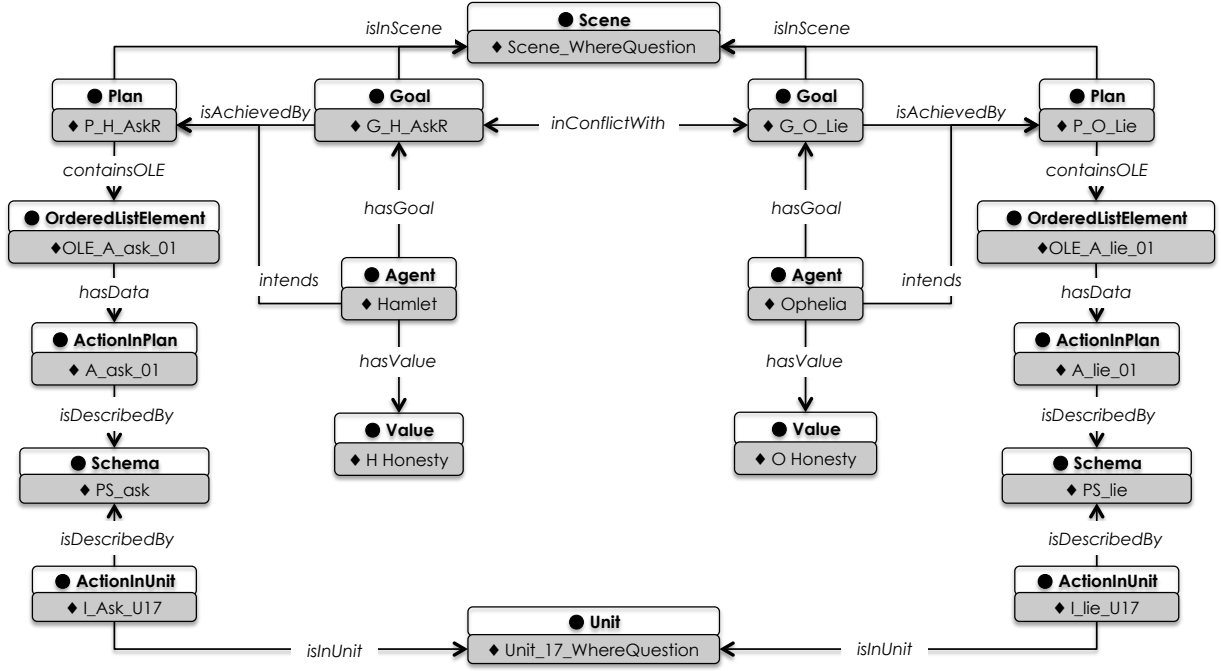 ● Scene
♦ Scene_WhereQuestion
isInScene
isInScene
● Plan
♦ P_H_AskR
● Goal
♦ G_H_AskR
● Goal
♦ G_O_Lie
● Plan
♦ P_O_Lie
isAchievedBy
inConflictWith
isAchievedBy
containsOLE
containsOLE
● OrderedListElement
♦OLE_A_ask_01
hasGoal
hasGoal
● OrderedListElement
♦OLE_A_lie_01
hasData
intends
● Agent
♦ Hamlet
● Agent
♦ Ophelia
intends
hasData
● ActionInPlan
♦ A_ask_01
hasValue
hasValue
● ActionInPlan
♦ A_lie_01
isDescribedBy
isDescribedBy
● Value
♦ H Honesty
● Value
♦ O Honesty
● Schema
♦ PS_ask
● Schema
♦ PS_lie
isDescribedBy
isDescribedBy
● ActionInUnit
♦ I_Ask_U17
● ActionInUnit
♦ I_lie_U17
● Unit
♦ Unit_17_WhereQuestion
isInUnit
isInUnit